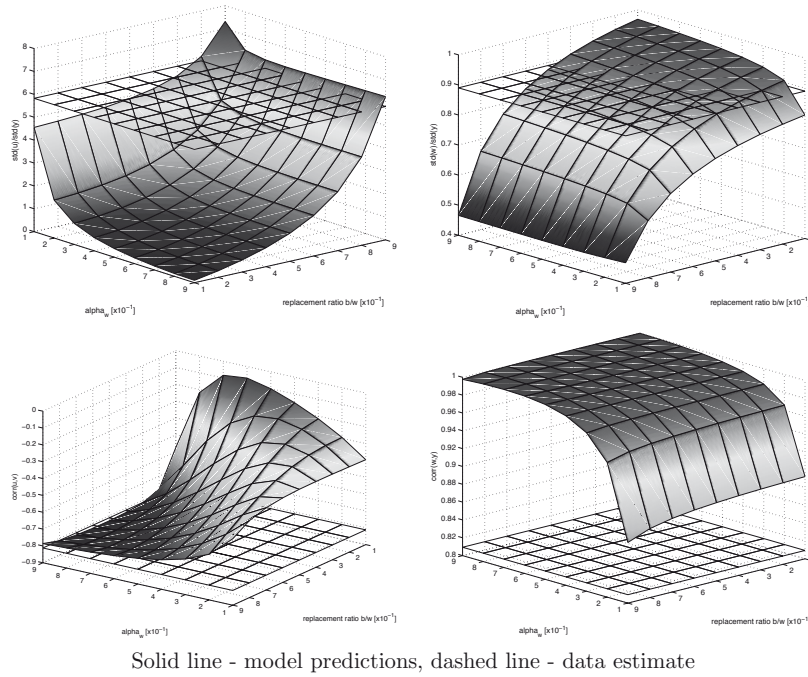 8
7
6
5
4
3
2
1
0
std(u)/std(y)
1 2 3 4 5 6 7 8 9
alpha_w [x10^−1]
1 2 3 4 5 6 7 8 9
replacement ratio b/w [x10^−1]
1
0.9
0.8
0.7
0.6
0.5
0.4
std(w)/std(y)
9 8 7 6 5 4 3 2 1
alpha_w [x10^−1]
9 8 7 6 5 4 3 2
replacement ratio b/w [x10^−1]
0
−0.1
−0.2
−0.3
−0.4
−0.5
−0.6
−0.7
−0.8
−0.9
corr(u,v)
9 8 7 6 5 4 3 2 1
alpha_w [x10^−1]
9 8 7 6 5 4 3 2 1
replacement ratio b/w [x10^−1]
1
0.98
0.96
0.94
0.92
0.9
0.88
0.86
0.84
0.82
0.8
corr(w,y)
9 8 7 6 5 4 3 2 1
alpha_w [x10^−1]
9 8 7 6 5 4 3 2
replacement ratio b/w [x10^−1]
Solid line - model predictions, dashed line - data estimate